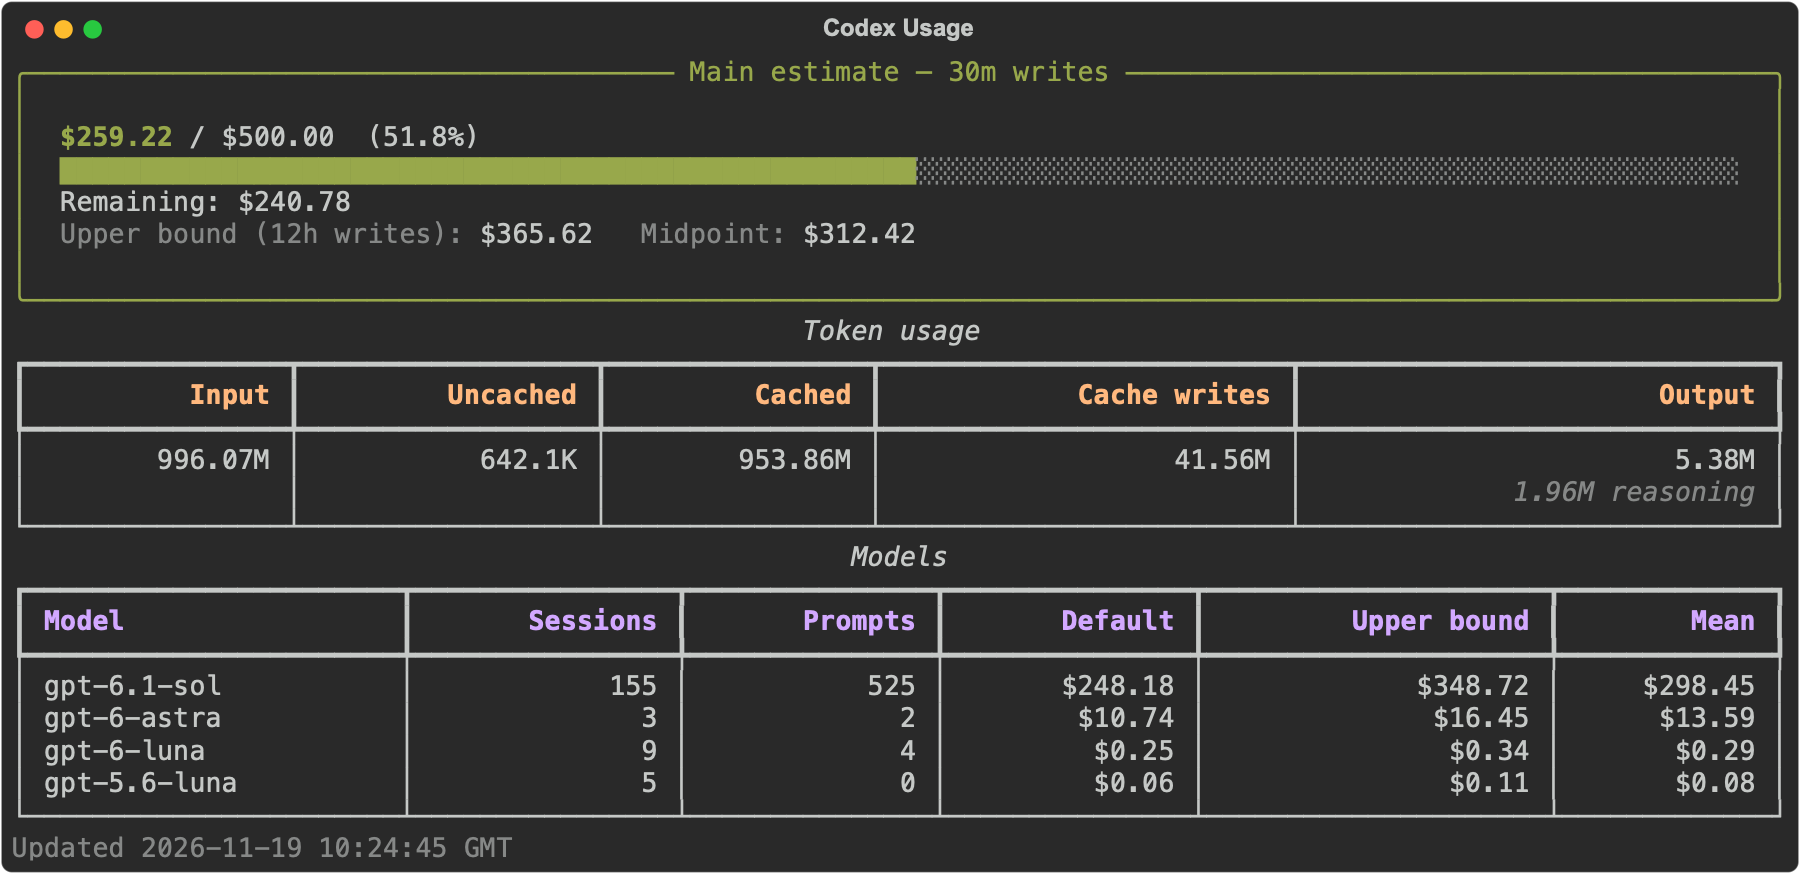 Codex Usage
Main estimate — 30m writes
$259.22 / $500.00 (51.8%)
Remaining: $240.78
Upper bound (12h writes): $365.62 Midpoint: $312.42
Token usage
Input Uncached Cached Cache writes Output
996.07M 642.1K 953.86M 41.56M 5.38M
1.96M reasoning
Models
Model Sessions Prompts Default Upper bound Mean
gpt-6.1-sol 155 525 $248.18 $348.72 $298.45
gpt-6-astra 3 2 $10.74 $16.45 $13.59
gpt-6-luna 9 4 $0.25 $0.34 $0.29
gpt-5.6-luna 5 0 $0.06 $0.11 $0.08
Updated 2026-11-19 10:24:45 GMT